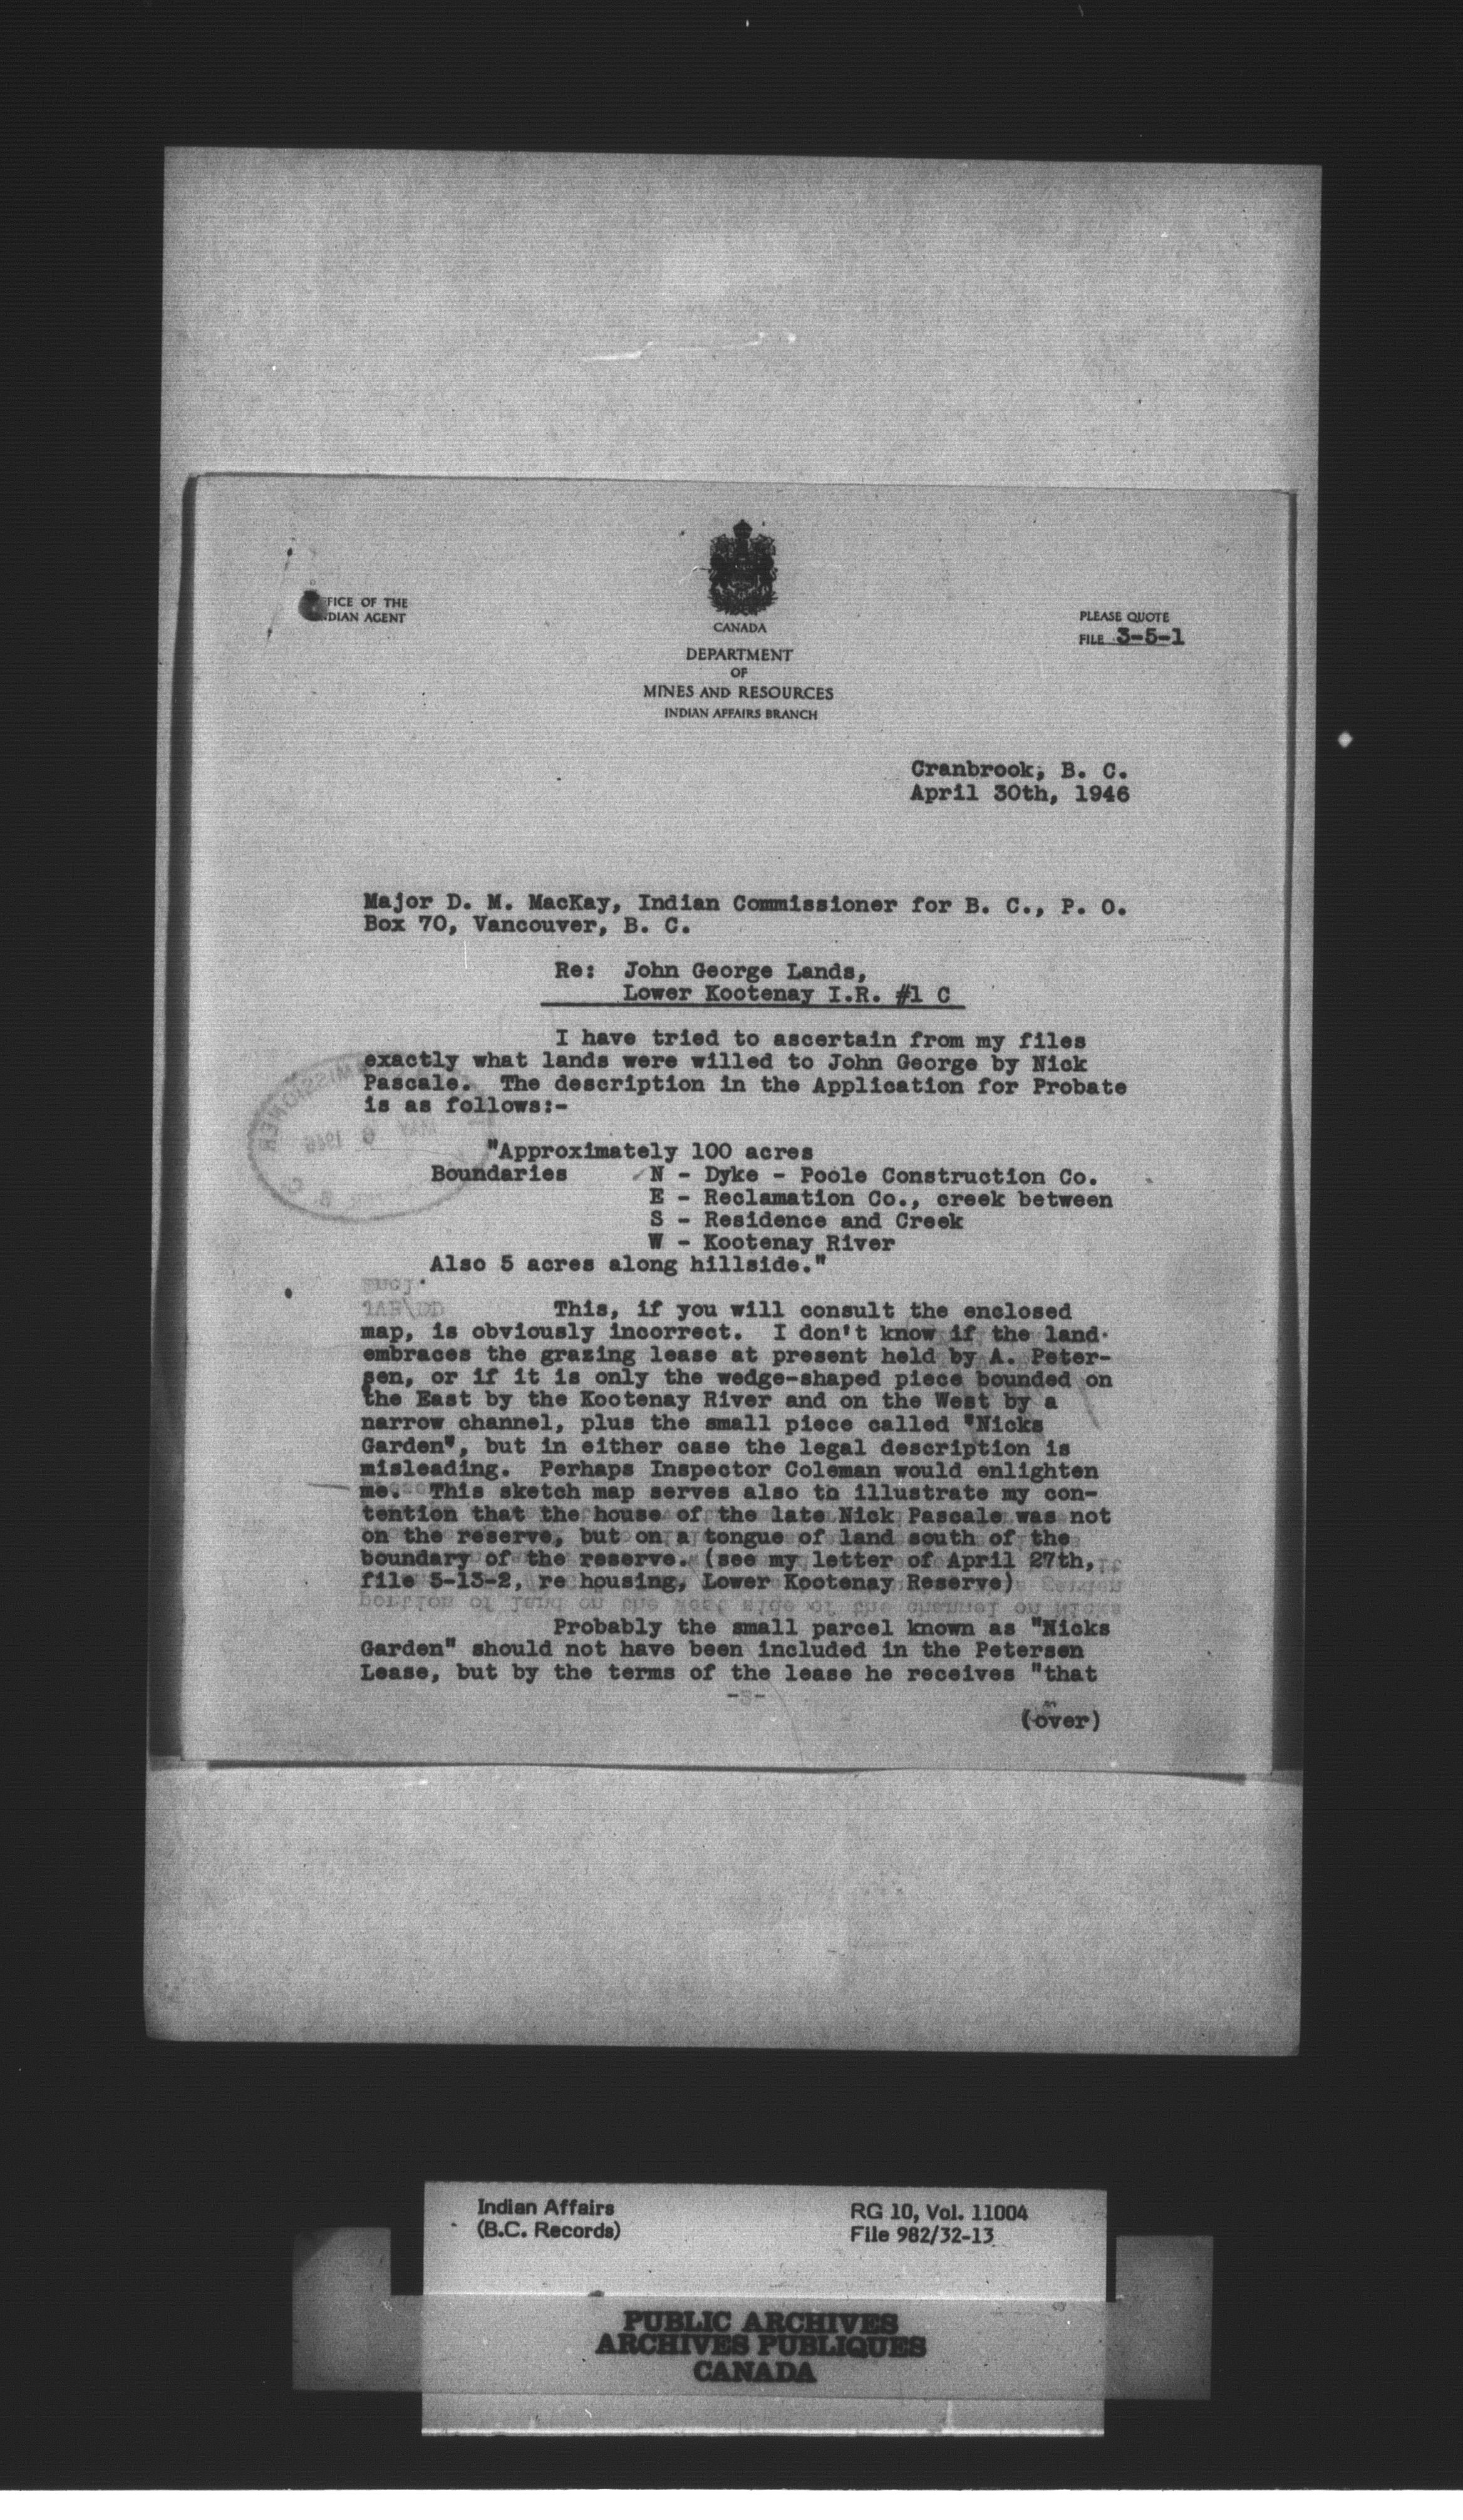 OFFICE OF THE
INDIAN AGENT
CANADA
DEPARTMENT
OF
MINES AND RESOURCES
INDIAN AFFAIRS BRANCH
PLEASE QUOTE
FILE 3-5-1
Cranbrook, B. C.
April 30th, 1946
Major D. M. MacKay, Indian Commissioner for B. C., P. O.
Box 70, Vancouver, B. C.
Re: John George Lands,
Lower Kootenay I.R. #1 C
I have tried to ascertain from my files
exactly what lands were willed to John George by Nick
Pascale. The description in the Application for Probate
is as follows:-
"Approximately 100 acres
Boundaries N - Dyke - Poole Construction Co.
E - Reclamation Co., creek between
S - Residence and Creek
W - Kootenay River
Also 5 acres along hillside."
This, if you will consult the enclosed
map, is obviously incorrect. I don't know if the land
embraces the grazing lease at present held by A. Peter-
sen, or if it is only the wedge-shaped piece bounded on
the East by the Kootenay River and on the West by a
narrow channel, plus the small piece called "Nicks
Garden", but in either case the legal description is
misleading. Perhaps Inspector Coleman would enlighten
me. This sketch map serves also to illustrate my con-
tention that the house of the late Nick Pascale was not
on the reserve, but on a tongue of land south of the
boundary of the reserve. (see my letter of April 27th,
file 5-13-2, re housing, Lower Kootenay Reserve)
Probably the small parcel known as "Nicks
Garden" should not have been included in the Petersen
Lease, but by the terms of the lease he receives "that
(over)
Indian Affairs
(B.C. Records)
RG 10, Vol. 11004
File 982/32-13
PUBLIC ARCHIVES
ARCHIVES PUBLIQUES
CANADA